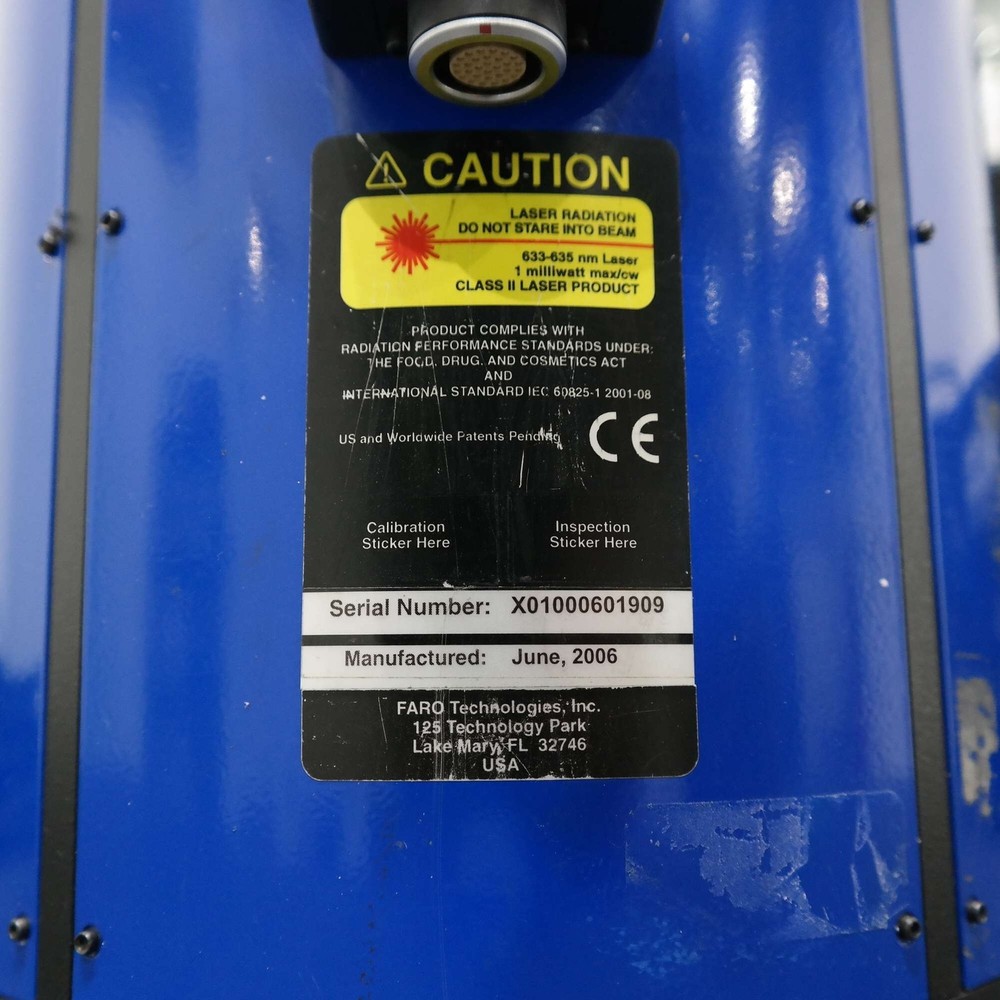 CAUTION
LASER RADIATION
DO NOT STARE INTO BEAM
633-635 nm Laser
1 milliwatt max/cw
CLASS II LASER PRODUCT
PRODUCT COMPLIES WITH
RADIATION PERFORMANCE STANDARDS UNDER:
THE FOOD, DRUG, AND COSMETICS ACT
AND
INTERNATIONAL STANDARD IEC 60825-1 2001-08
US and Worldwide Patents Pending
CE
Calibration
Sticker Here
Inspection
Sticker Here
Serial Number: X01000601909
Manufactured: June, 2006
FARO Technologies, Inc.
125 Technology Park
Lake Mary, FL 32746
USA